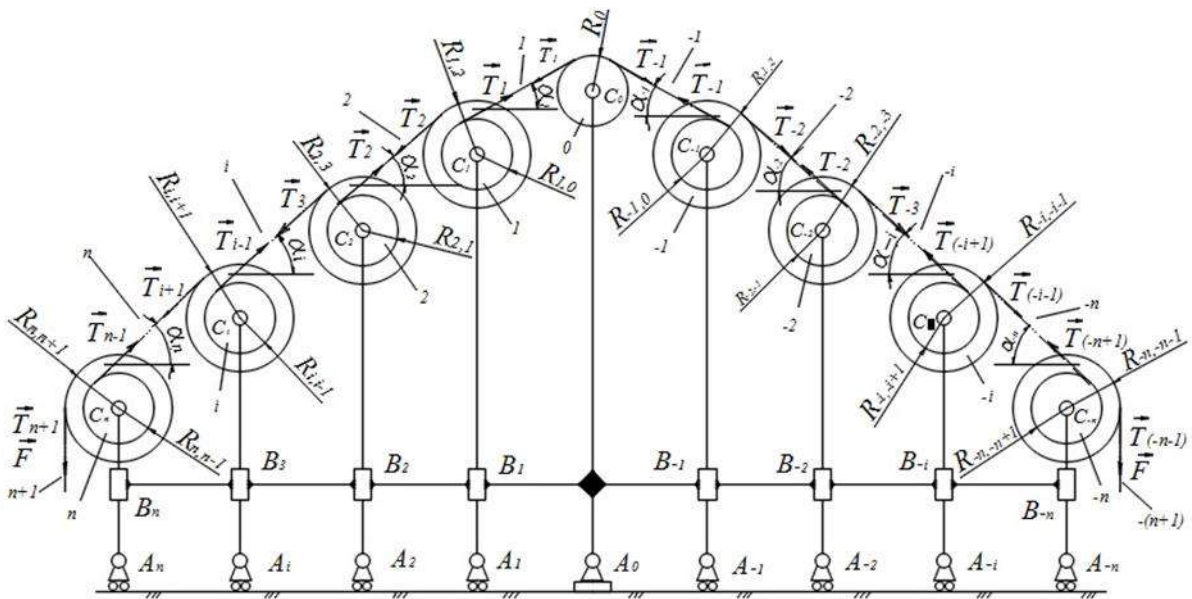 R0
1
-1
R1,2
T1
T-1
R-1,2
T1
α1
C0
α-1
T-1
2
-2
T2
0
T-2
R-2,-3
C1
C-1
T2
α2
R1,0
R-1,0
α-2
T-2
R2,3
1
-1
i
-i
Ri,i+1
T3
C2
C-2
T-3
R-i,-i-1
Ti-1
αi
R2,1
R-2,-1
T(-i+1)
2
-2
n
Ti+1
T(-i-1)
-n
Rn,n+1
Tn-1
Ci
C
T(-n+1)
αn
Ri,i-1
R-i,-i+1
α-n
R-n,-n-1
i
-i
Tn+1
Cn
C-n
T(-n-1)
F
Rn,n-1
R-n,-n+1
F
n+1
n
B3
B2
B1
B-1
B-2
B-i
-n
-(n+1)
Bn
B-n
An
Ai
A2
A1
A0
A-1
A-2
A-i
A-n